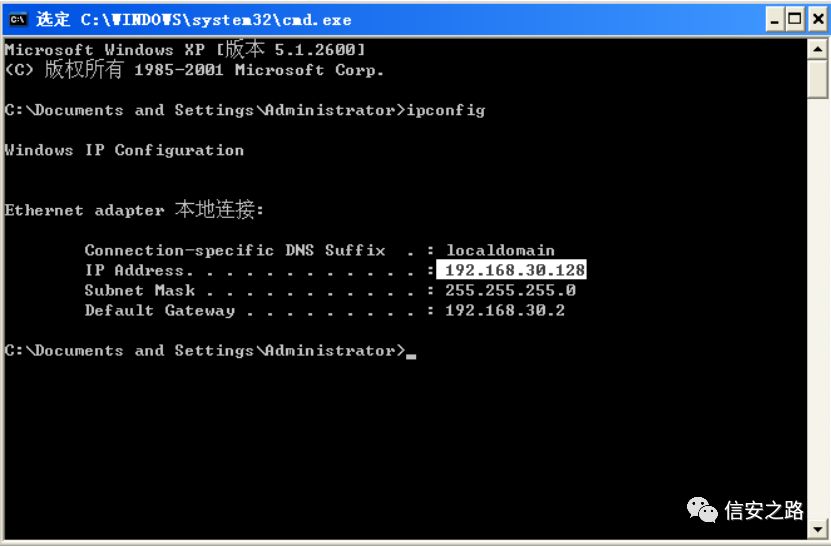 选定 C:\WINDOWS\system32\cmd.exe
Microsoft Windows XP [版本 5.1.2600]
(C) 版权所有 1985-2001 Microsoft Corp.
C:\Documents and Settings\Administrator>ipconfig
Windows IP Configuration
Ethernet adapter 本地连接:
Connection-specific DNS Suffix  . : localdomain
IP Address. . . . . . . . . . . . : 192.168.30.128
Subnet Mask . . . . . . . . . . . : 255.255.255.0
Default Gateway . . . . . . . . . : 192.168.30.2
C:\Documents and Settings\Administrator>_
信安之路